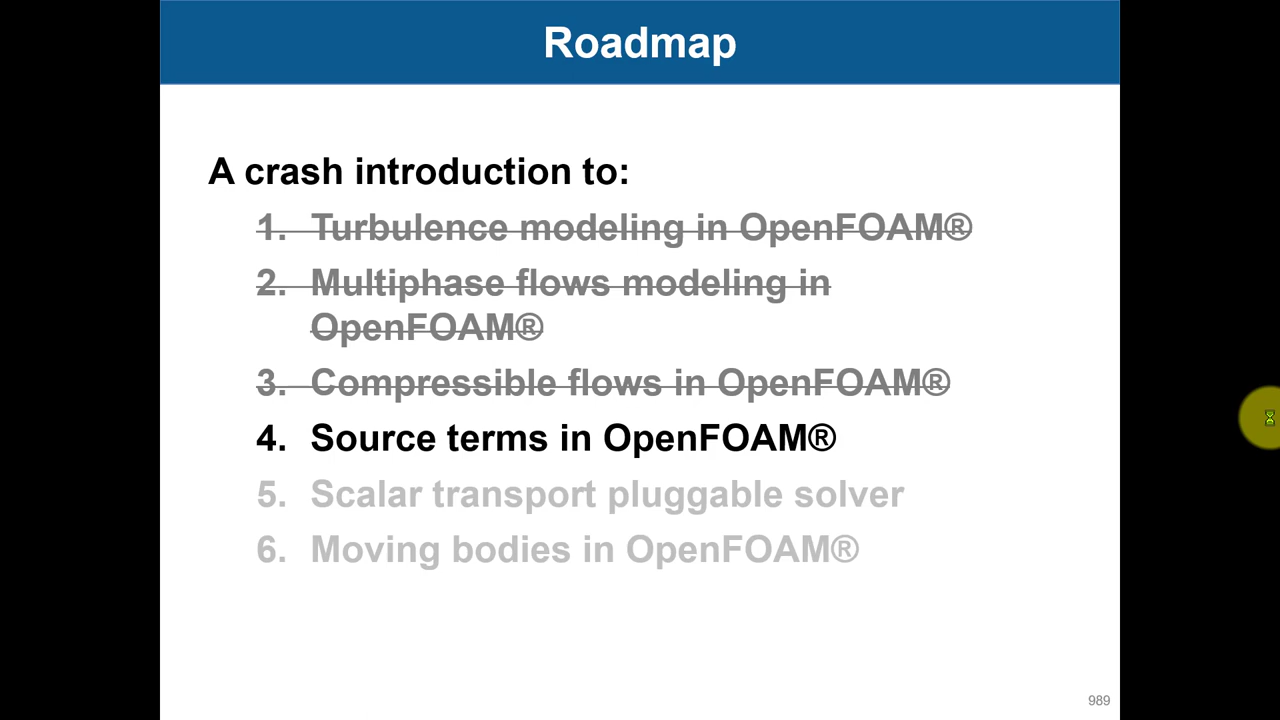 Roadmap
A crash introduction to:
1. Turbulence modeling in OpenFOAM®
2. Multiphase flows modeling in
OpenFOAM®
3. Compressible flows in OpenFOAM®
4. Source terms in OpenFOAM®
5. Scalar transport pluggable solver
6. Moving bodies in OpenFOAM®
989